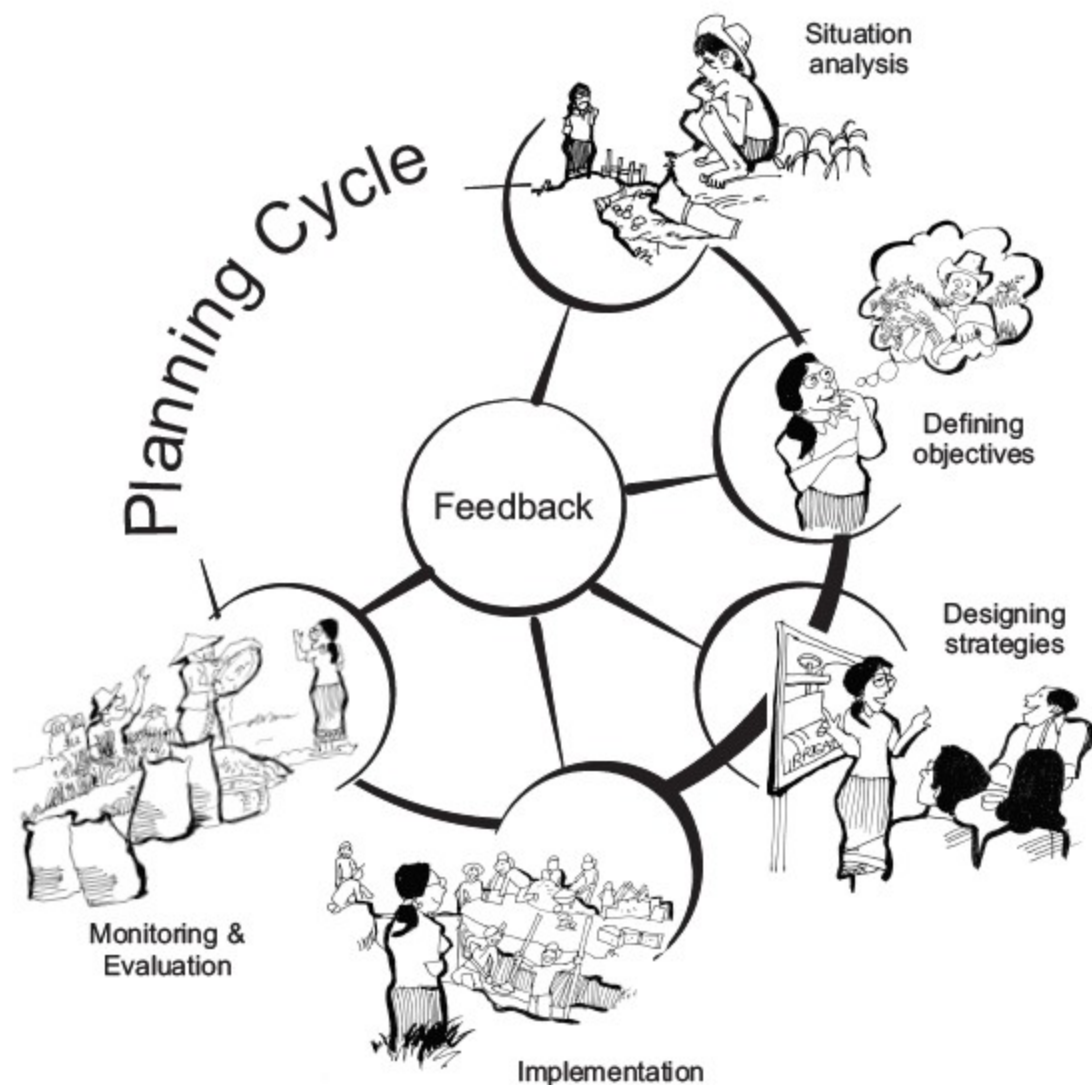 Planning Cycle
Situation
analysis
Defining
objectives
Feedback
Designing
strategies
Monitoring &
Evaluation
Implementation